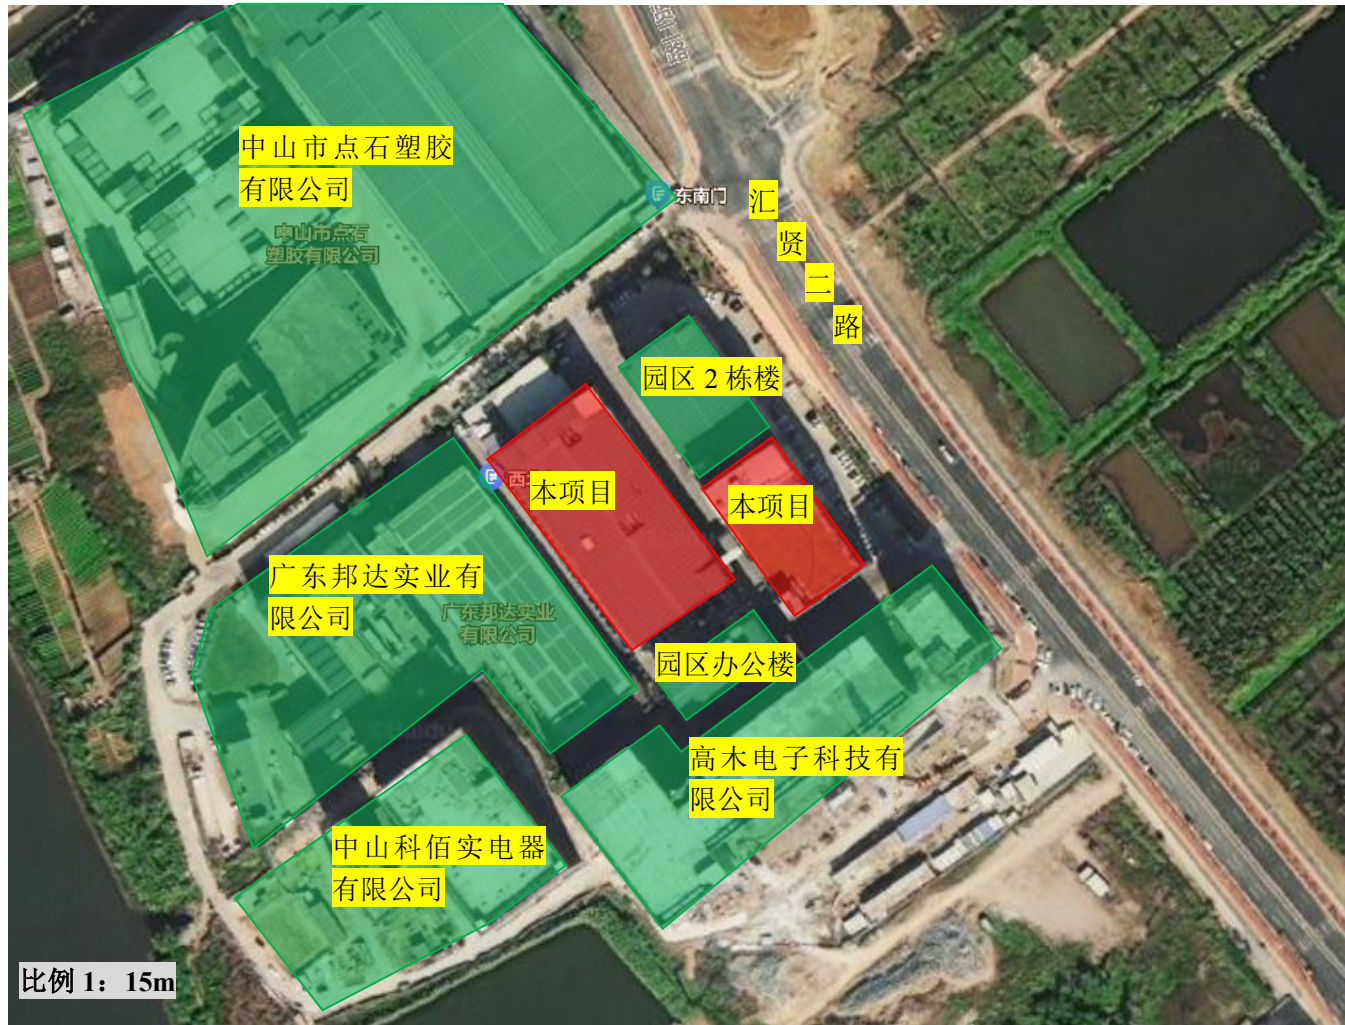 中山市点石塑胶
有限公司
中山市点石
塑胶有限公司
东南门
汇
贤
二
路
园区 2 栋楼
本项目
本项目
广东邦达实业有
限公司
广东邦达实业
有限公司
园区办公楼
高木电子科技有
限公司
中山科佰实电器
有限公司
比例 1：15m